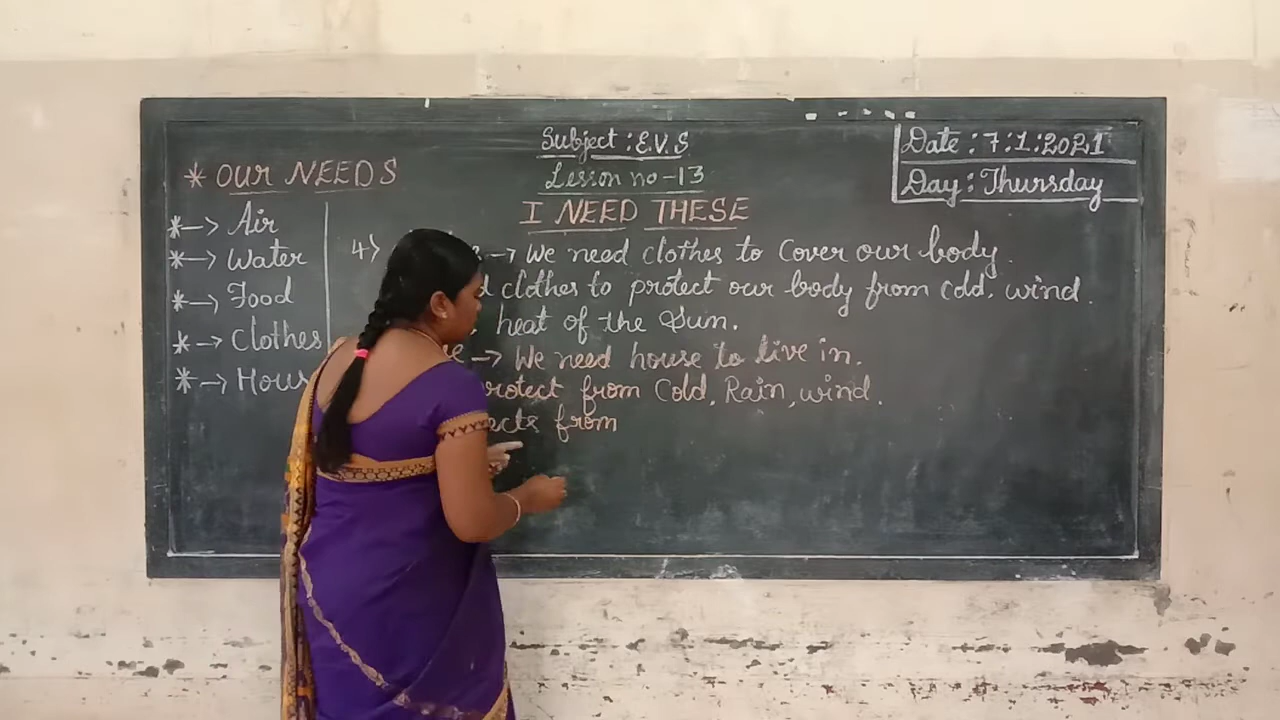 Subject : E.V.S
Lesson no-13
I NEED THESE
Date : 7:1:2021
Day : Thursday
* OUR NEEDS
*-> Air
*-> Water
*-> Food
*-> Clothes
*->
4) -> We need clothes to cover our body.
clothes to protect our body from cold, wind.
heat of the Sun.
-> We need house to live in.
from Cold, Rain, wind.
from